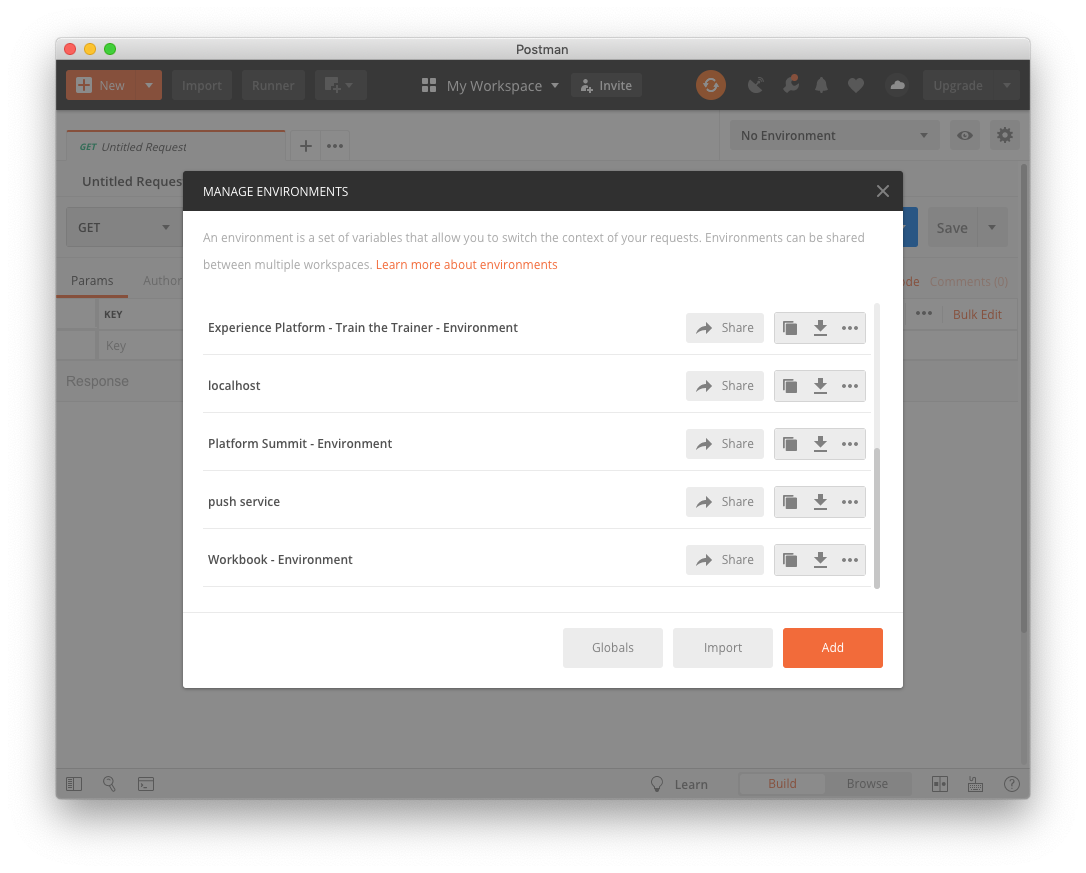 Postman
New
Import
Runner
My Workspace
Invite
Upgrade
GET Untitled Request
No Environment
Untitled Reques
MANAGE ENVIRONMENTS
GET
Save
An environment is a set of variables that allow you to switch the context of your requests. Environments can be shared
between multiple workspaces. Learn more about environments
Params
Author
de
Comments (0)
KEY
Bulk Edit
Key
Response
Experience Platform - Train the Trainer - Environment
Share
localhost
Share
Platform Summit - Environment
Share
push service
Share
Workbook - Environment
Share
Globals
Import
Add
Learn
Build
Browse